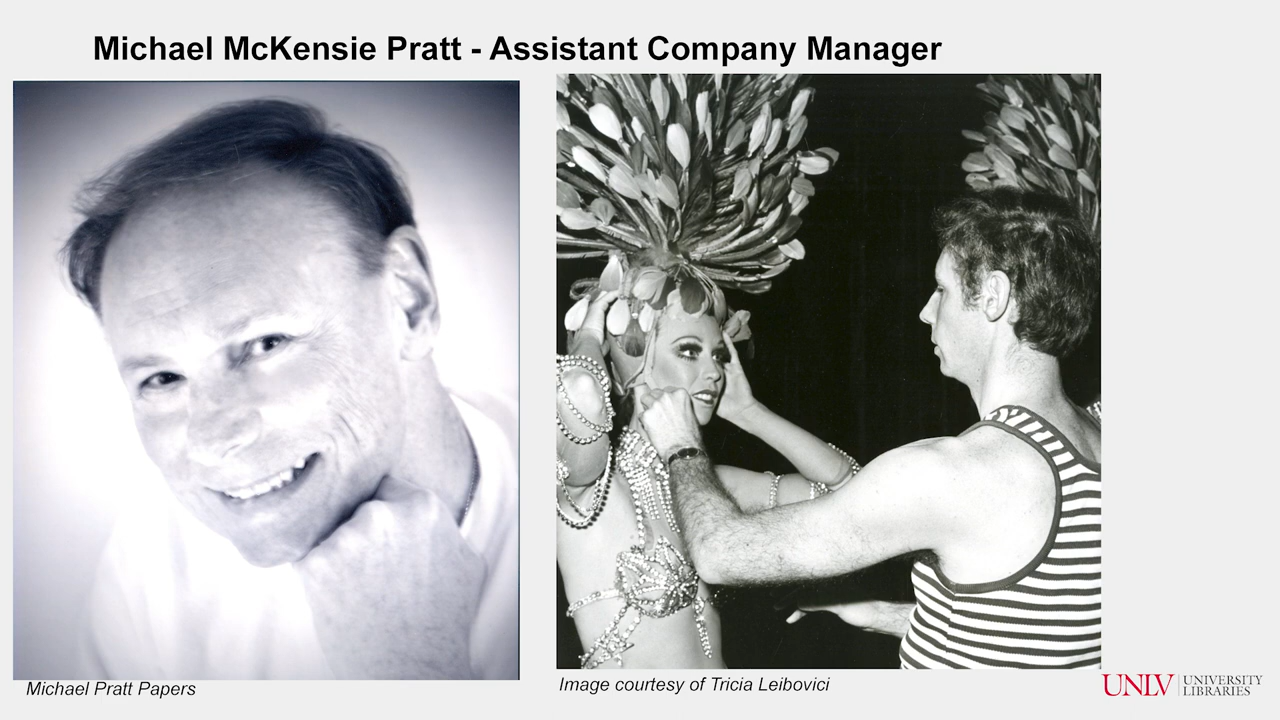 Michael McKensie Pratt - Assistant Company Manager
Michael Pratt Papers
Image courtesy of Tricia Leibovici
UNLV UNIVERSITY
LIBRARIES